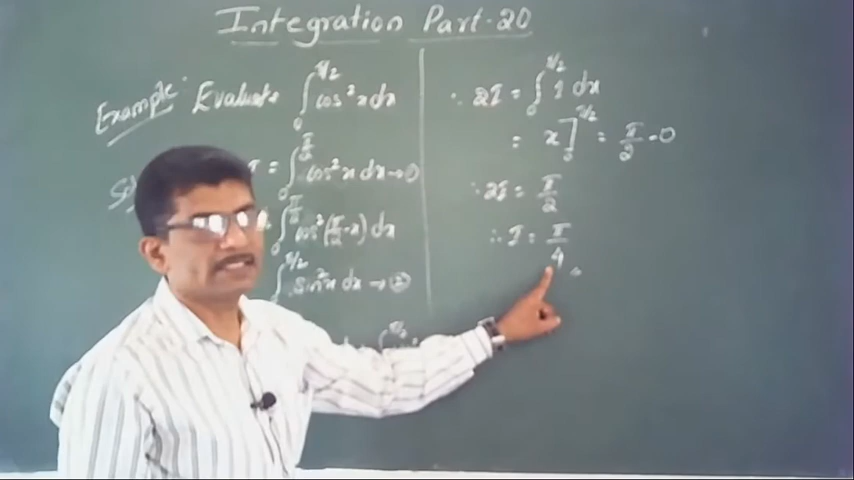 Integration Part-20
Example: Evaluate ∫₀^{π/2} cos²x dx
I = ∫₀^{π/2} cos²x dx → ①
∫₀^{π/2} cos²(π/2 - x) dx
∫₀^{π/2} sin²x dx → ②
∴ 2I = ∫₀^{π/2} 1 dx
= x]₀^{π/2} = π/2 - 0
∴ 2I = π/2
∴ I = π/4